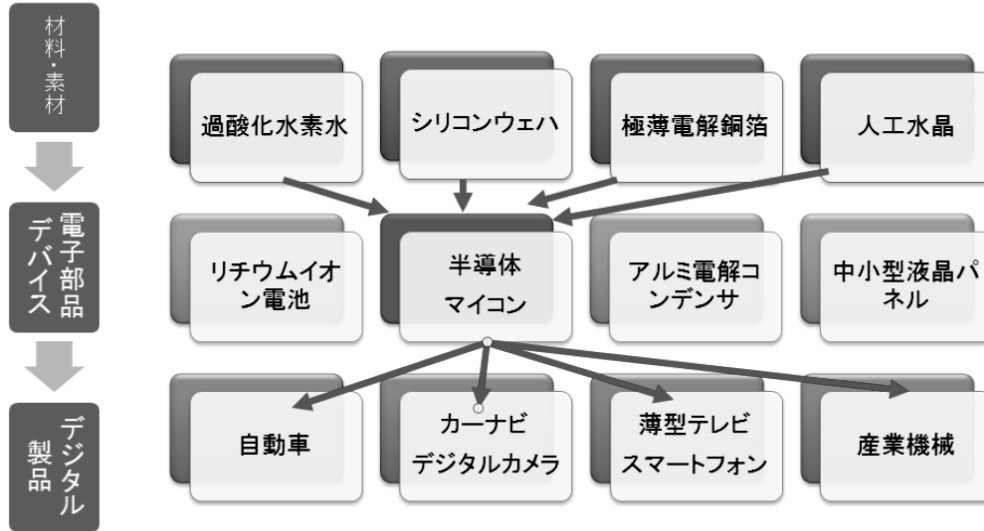 材料・素材
過酸化水素水
シリコンウェハ
極薄電解銅箔
人工水晶
電子部品
デバイス
リチウムイオ
ン電池
半導体
マイコン
アルミ電解コ
ンデンサ
中小型液晶パ
ネル
デジタル
製品
自動車
カーナビ
デジタルカメラ
薄型テレビ
スマートフォン
産業機械